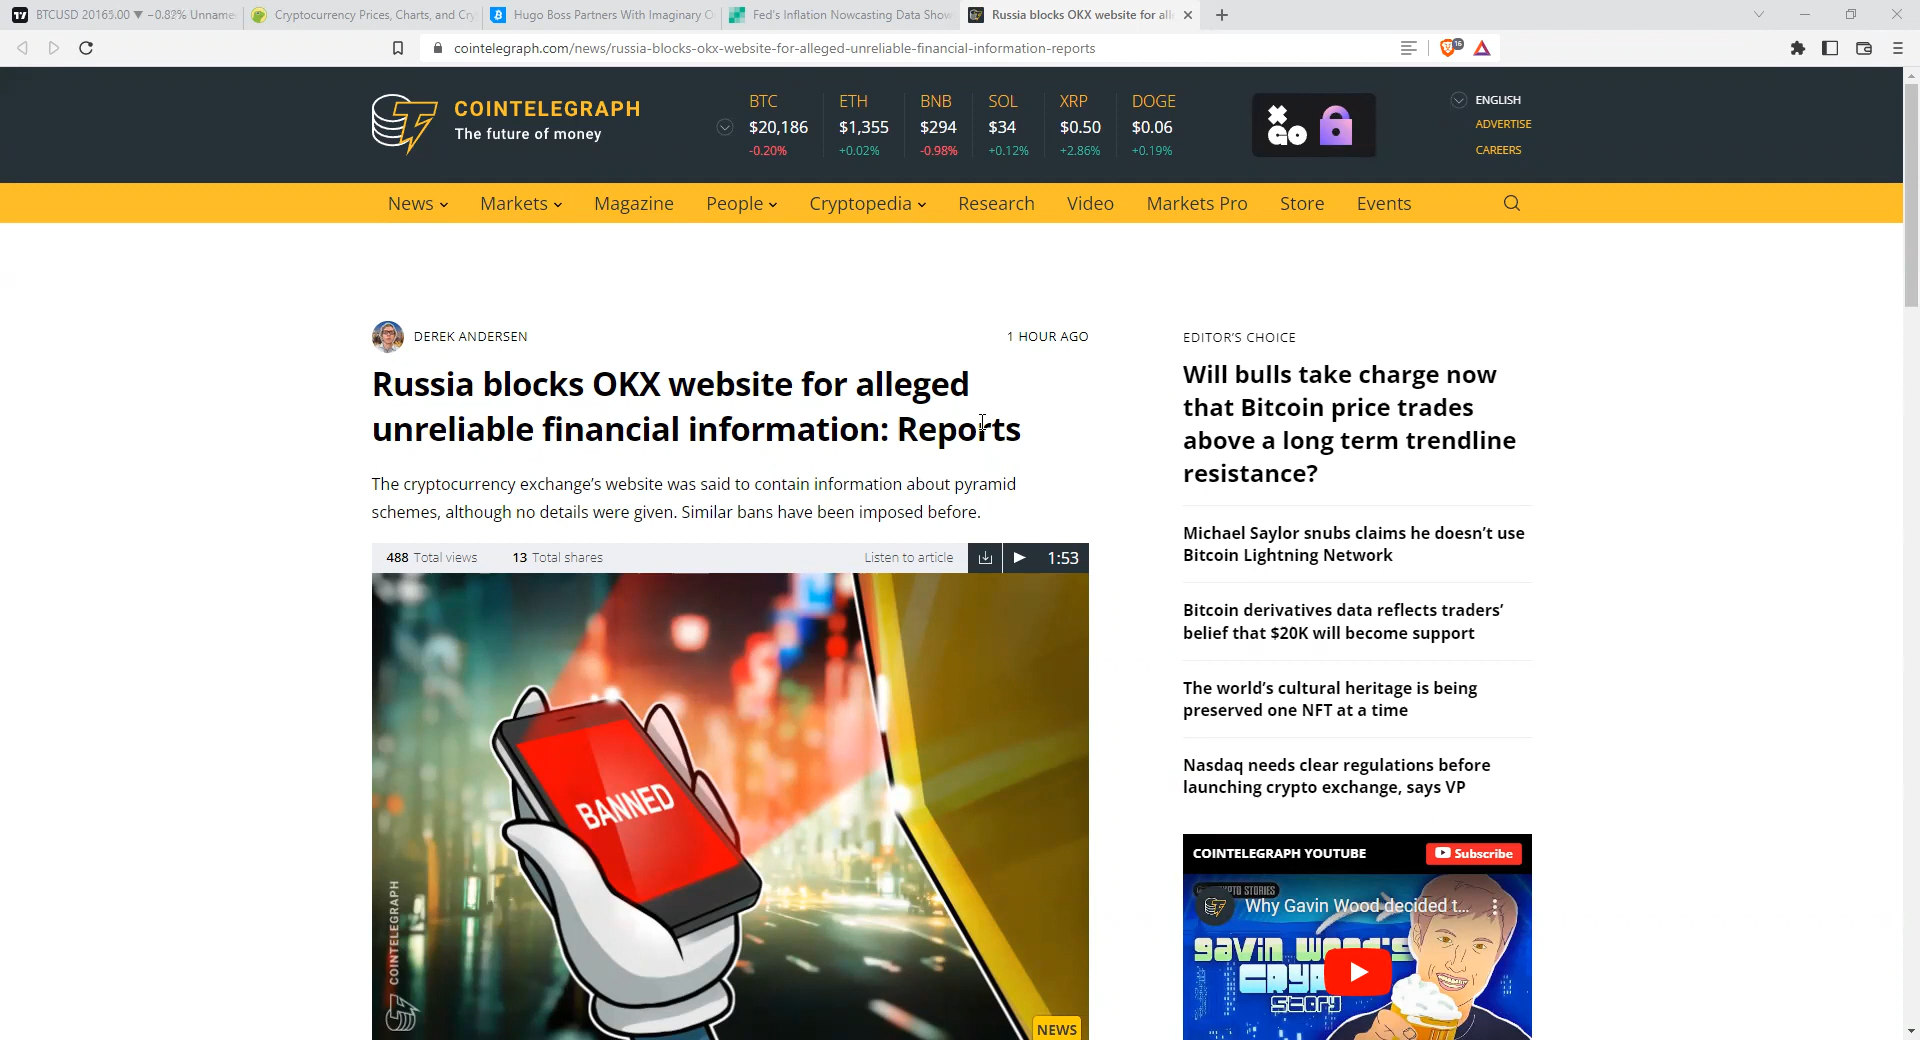 BTCUSD 20165.00 ▼ −0.82% Unname
Cryptocurrency Prices, Charts, and Cry
Hugo Boss Partners With Imaginary O
Fed's Inflation Nowcasting Data Show
Russia blocks OKX website for all
cointelegraph.com/news/russia-blocks-okx-website-for-alleged-unreliable-financial-information-reports
COINTELEGRAPH
The future of money
BTC
$20,186
-0.20%
ETH
$1,355
+0.02%
BNB
$294
-0.98%
SOL
$34
+0.12%
XRP
$0.50
+2.86%
DOGE
$0.06
+0.19%
ENGLISH
ADVERTISE
CAREERS
News
Markets
Magazine
People
Cryptopedia
Research
Video
Markets Pro
Store
Events
DEREK ANDERSEN
1 HOUR AGO
Russia blocks OKX website for alleged
unreliable financial information: Reports
The cryptocurrency exchange's website was said to contain information about pyramid
schemes, although no details were given. Similar bans have been imposed before.
488 Total views
13 Total shares
Listen to article
1:53
BANNED
COINTELEGRAPH
NEWS
EDITOR'S CHOICE
Will bulls take charge now
that Bitcoin price trades
above a long term trendline
resistance?
Michael Saylor snubs claims he doesn't use
Bitcoin Lightning Network
Bitcoin derivatives data reflects traders'
belief that $20K will become support
The world's cultural heritage is being
preserved one NFT at a time
Nasdaq needs clear regulations before
launching crypto exchange, says VP
COINTELEGRAPH YOUTUBE
Subscribe
Why Gavin Wood decided t...
GAVIN WOOD'S
STORY